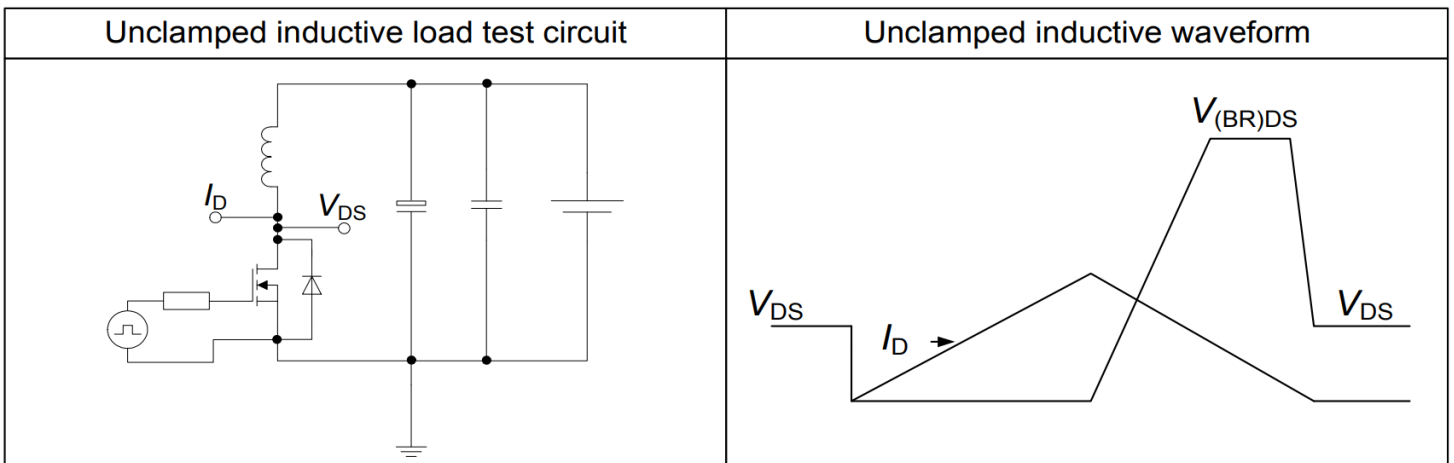 Unclamped inductive load test circuit
Unclamped inductive waveform
I_D
V_DS
V_(BR)DS
V_DS
I_D
V_DS